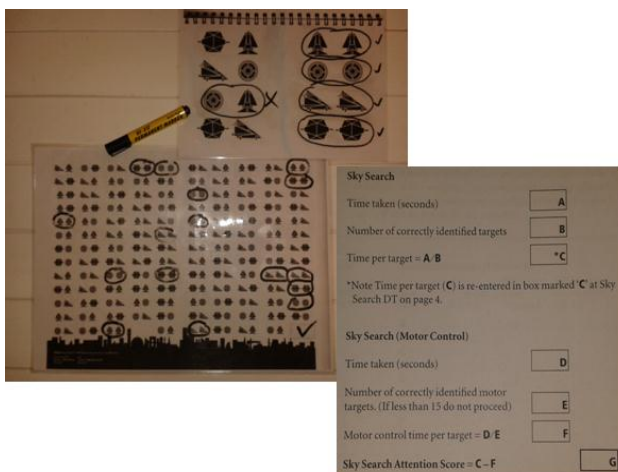 PERMANENT MARKER
Sky Search
Time taken (seconds)
A
Number of correctly identified targets
B
Time per target = A/B
*C
*Note Time per target (C) is re-entered in box marked 'C' at Sky
Search DT on page 4.
Sky Search (Motor Control)
Time taken (seconds)
D
Number of correctly identified motor
targets. (If less than 15 do not proceed)
E
Motor control time per target = D/E
F
Sky Search Attention Score = C – F
G